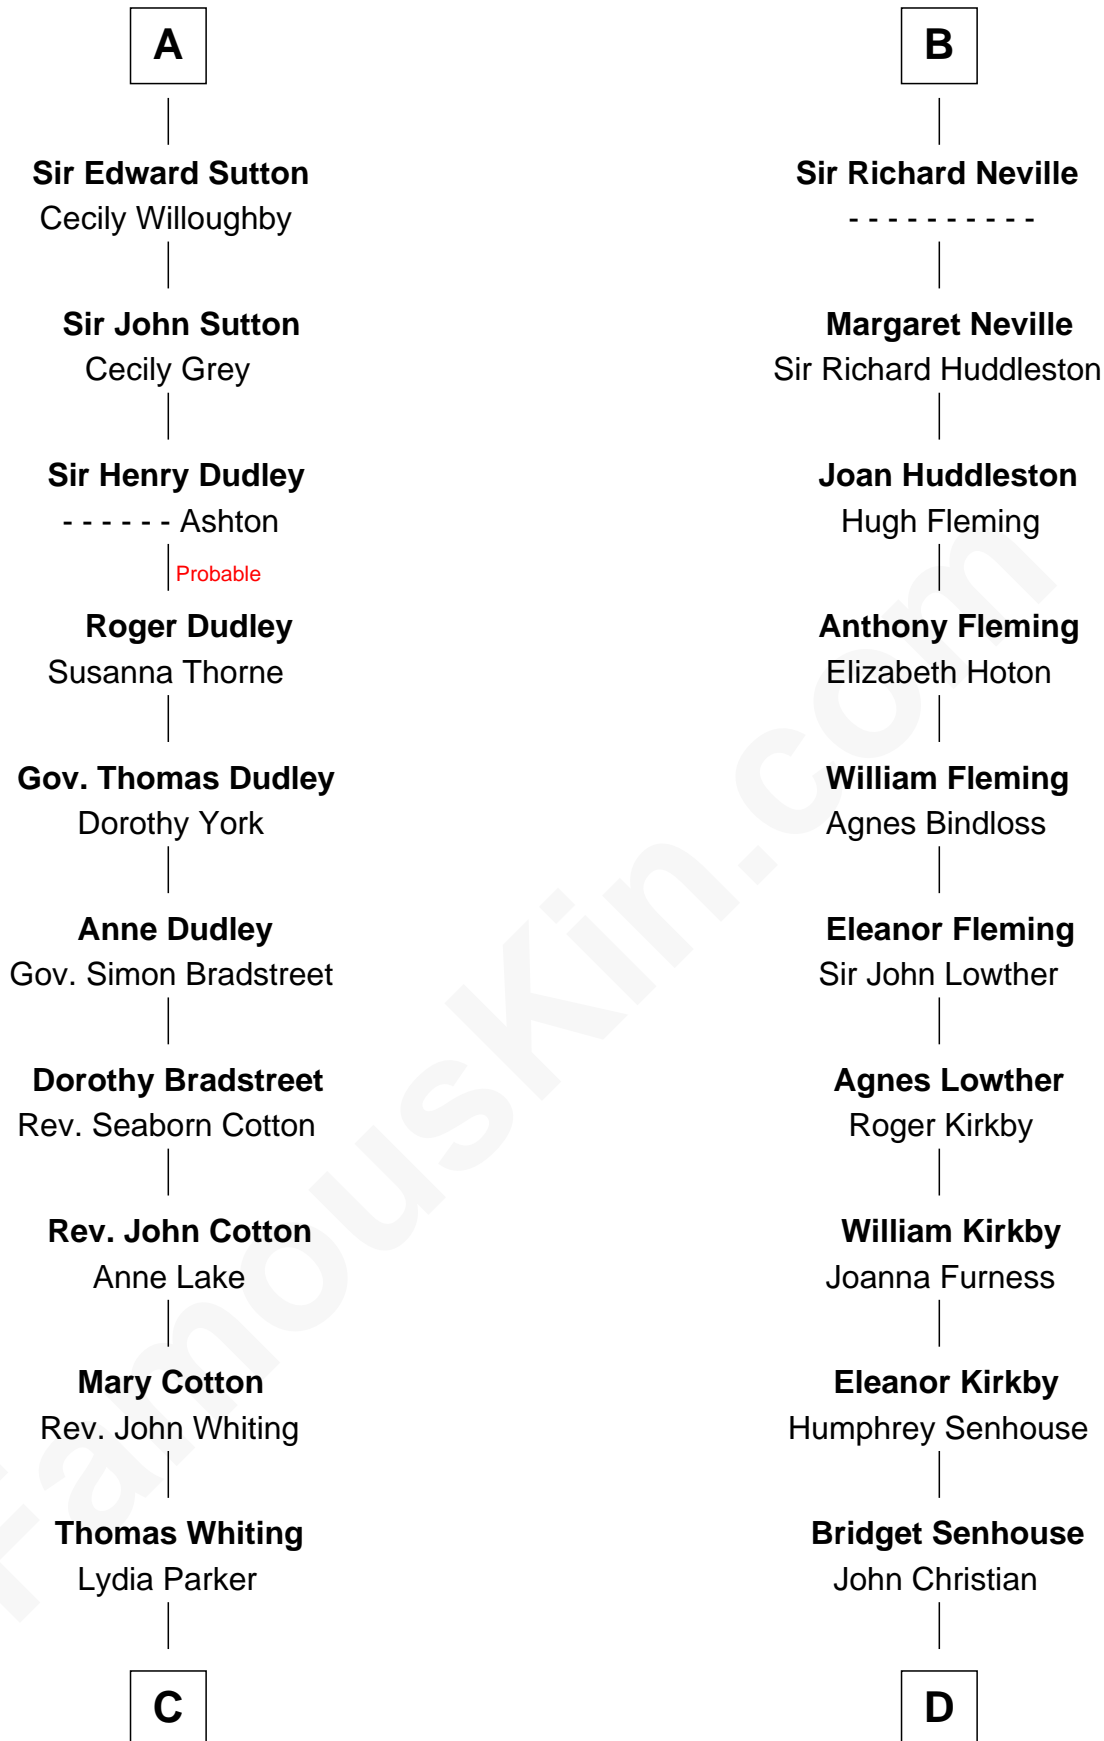 A
Sir Edward Sutton
Cecily Willoughby
Sir John Sutton
Cecily Grey
Sir Henry Dudley
- - - - - - Ashton
Probable
Roger Dudley
Susanna Thorne
Gov. Thomas Dudley
Dorothy York
Anne Dudley
Gov. Simon Bradstreet
Dorothy Bradstreet
Rev. Seaborn Cotton
Rev. John Cotton
Anne Lake
Mary Cotton
Rev. John Whiting
Thomas Whiting
Lydia Parker
C
B
Sir Richard Neville
- - - - - - - - - -
Margaret Neville
Sir Richard Huddleston
Joan Huddleston
Hugh Fleming
Anthony Fleming
Elizabeth Hoton
William Fleming
Agnes Bindloss
Eleanor Fleming
Sir John Lowther
Agnes Lowther
Roger Kirkby
William Kirkby
Joanna Furness
Eleanor Kirkby
Humphrey Senhouse
Bridget Senhouse
John Christian
D
FamousKin.com